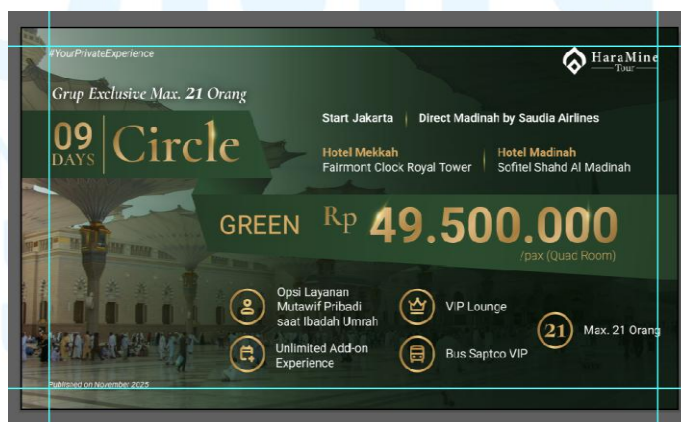 #YourPrivateExperience
HaraMine
Tour
Grup Exclusive Max. 21 Orang
09
DAYS
Circle
Start Jakarta
Direct Madinah by Saudia Airlines
Hotel Mekkah
Fairmont Clock Royal Tower
Hotel Madinah
Sofitel Shahd Al Madinah
GREEN
Rp 49.500.000
/pax (Quad Room)
Opsi Layanan
Mutawif Pribadi
saat Ibadah Umrah
VIP Lounge
21
Max. 21 Orang
Unlimited Add-on
Experience
Bus Saptco VIP
Published on November 2025